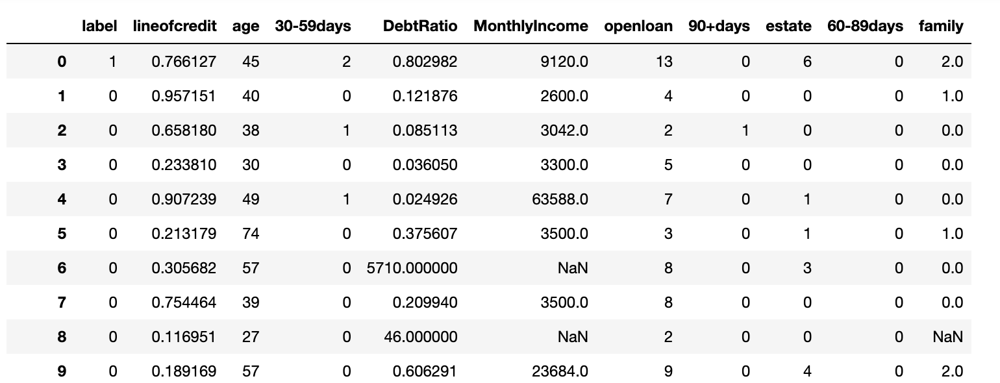 label lineofcredit age 30-59days DebtRatio MonthlyIncome openloan 90+days estate 60-89days family
0 1 0.766127 45 2 0.802982 9120.0 13 0 6 0 2.0
1 0 0.957151 40 0 0.121876 2600.0 4 0 0 0 1.0
2 0 0.658180 38 1 0.085113 3042.0 2 1 0 0 0.0
3 0 0.233810 30 0 0.036050 3300.0 5 0 0 0 0.0
4 0 0.907239 49 1 0.024926 63588.0 7 0 1 0 0.0
5 0 0.213179 74 0 0.375607 3500.0 3 0 1 0 1.0
6 0 0.305682 57 0 5710.000000 NaN 8 0 3 0 0.0
7 0 0.754464 39 0 0.209940 3500.0 8 0 0 0 0.0
8 0 0.116951 27 0 46.000000 NaN 2 0 0 0 NaN
9 0 0.189169 57 0 0.606291 23684.0 9 0 4 0 2.0